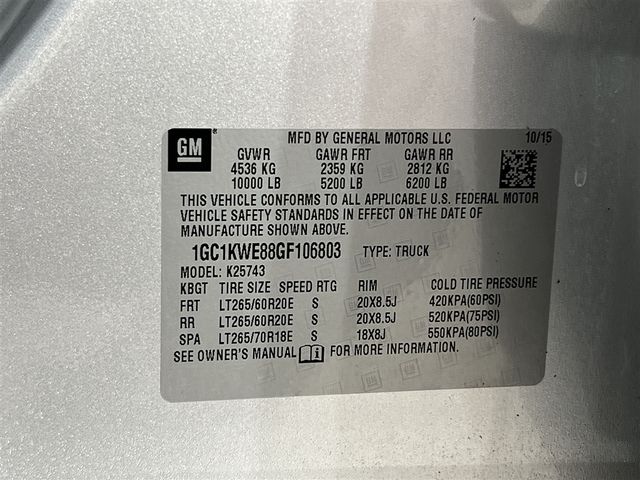 GM
MFD BY GENERAL MOTORS LLC 10/15
GVWR GAWR FRT GAWR RR
4536 KG 2359 KG 2812 KG
10000 LB 5200 LB 6200 LB
THIS VEHICLE CONFORMS TO ALL APPLICABLE U.S. FEDERAL MOTOR
VEHICLE SAFETY STANDARDS IN EFFECT ON THE DATE OF
MANUFACTURE SHOWN ABOVE.
1GC1KWE88GF106803 TYPE: TRUCK
MODEL: K25743
KBGT TIRE SIZE SPEED RTG RIM COLD TIRE PRESSURE
FRT LT265/60R20E S 20X8.5J 420KPA(60PSI)
RR LT265/60R20E S 20X8.5J 520KPA(75PSI)
SPA LT265/70R18E S 18X8J 550KPA(80PSI)
SEE OWNER'S MANUAL FOR MORE INFORMATION.